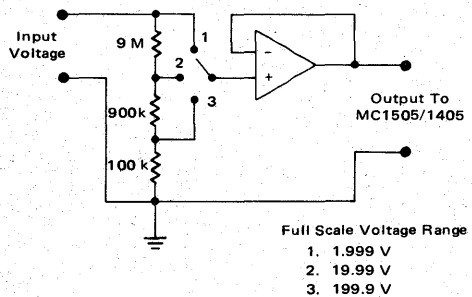 Input
Voltage
9 M
1
2
3
900k
100 k
−
+
Output To
MC1505/1405
Full Scale Voltage Range
1. 1.999 V
2. 19.99 V
3. 199.9 V